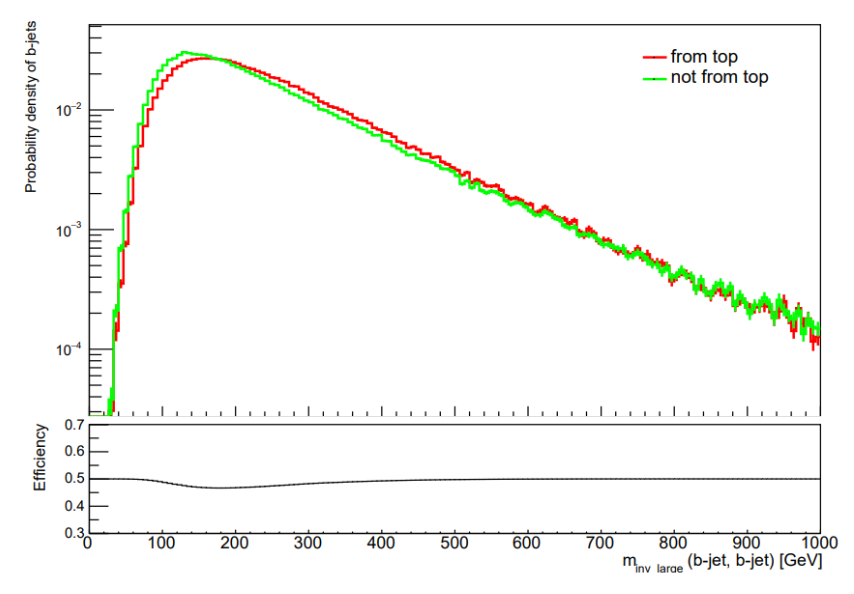 Probability density of b-jets
from top
not from top
10⁻²
10⁻³
10⁻⁴
Efficiency
0.7
0.6
0.5
0.4
0.3
0 100 200 300 400 500 600 700 800 900 1000
m_inv_large (b-jet, b-jet) [GeV]